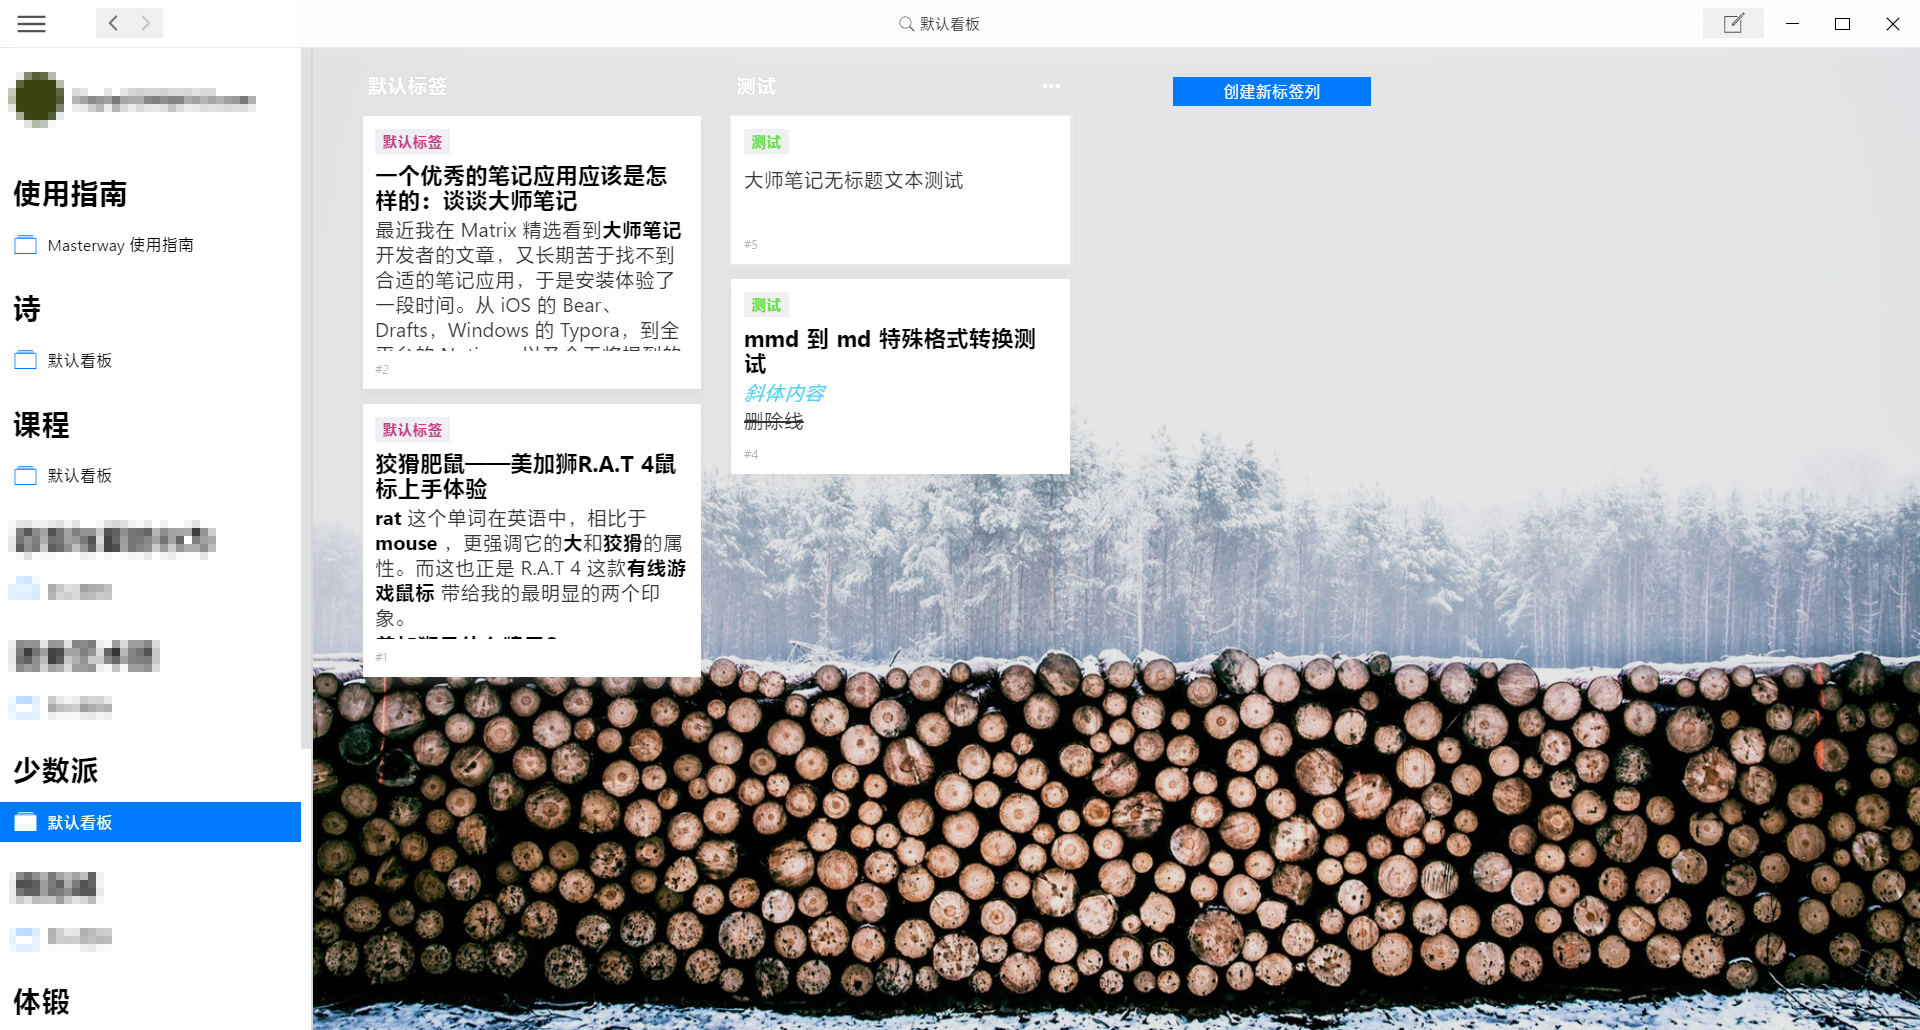 默认看板
使用指南
Masterway 使用指南
诗
默认看板
课程
默认看板
少数派
默认看板
体锻
默认标签
默认标签
一个优秀的笔记应用应该是怎
样的：谈谈大师笔记
最近我在 Matrix 精选看到大师笔记
开发者的文章，又长期苦于找不到
合适的笔记应用，于是安装体验了
一段时间。从 iOS 的 Bear、
Drafts，Windows 的 Typora，到全
#2
默认标签
狡猾肥鼠——美加狮R.A.T 4鼠
标上手体验
rat 这个单词在英语中，相比于
mouse ，更强调它的大和狡猾的属
性。而这也正是 R.A.T 4 这款有线游
戏鼠标 带给我的最明显的两个印
象。
#1
测试
测试
大师笔记无标题文本测试
#5
测试
mmd 到 md 特殊格式转换测
试
斜体内容
删除线
#4
创建新标签列